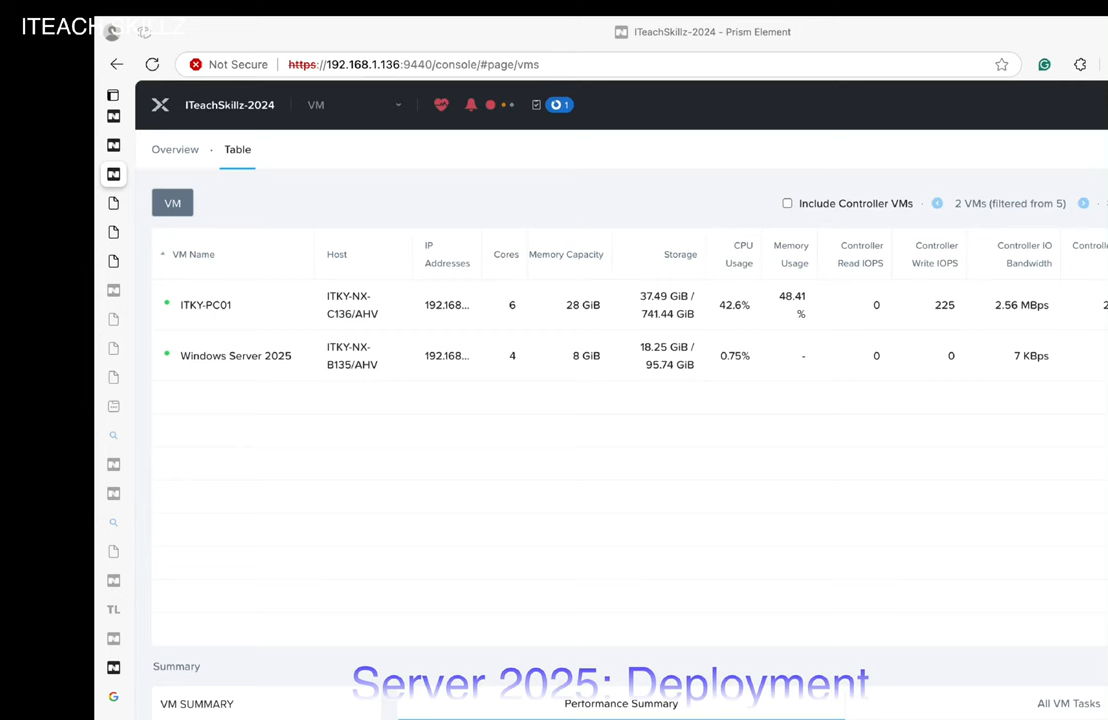 ITEACH SKILLZ
ITeachSkillz-2024 - Prism Element
Not Secure https://192.168.1.136:9440/console/#page/vms
ITeachSkillz-2024 VM 1
Overview · Table
VM
Include Controller VMs · 2 VMs (filtered from 5) ·
VM Name Host IP Addresses Cores Memory Capacity Storage CPU Usage Memory Usage Controller Read IOPS Controller Write IOPS Controller IO Bandwidth
ITKY-PC01 ITKY-NX-C136/AHV 192.168... 6 28 GiB 37.49 GiB / 741.44 GiB 42.6% 48.41 % 0 225 2.56 MBps
Windows Server 2025 ITKY-NX-B135/AHV 192.168... 4 8 GiB 18.25 GiB / 95.74 GiB 0.75% - 0 0 7 KBps
TL
Summary
Server 2025: Deployment
VM SUMMARY Performance Summary All VM Tasks